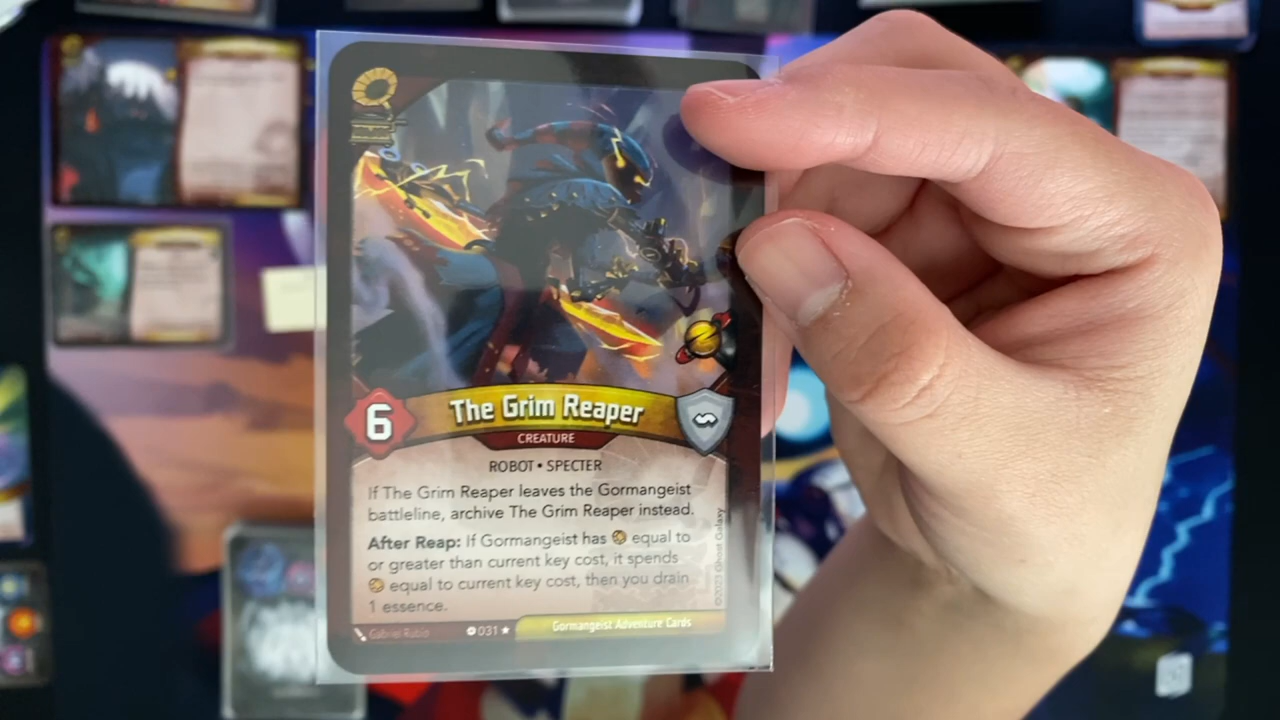 The Grim Reaper
6
CREATURE
ROBOT • SPECTER
If The Grim Reaper leaves the Gormangeist
battleline, archive The Grim Reaper instead.
After Reap: If Gormangeist has equal to
or greater than current key cost, it spends
equal to current key cost, then you drain
1 essence.
©2023 Ghost Galaxy
Gabriel Rubio
031
Gormangeist Adventure Cards